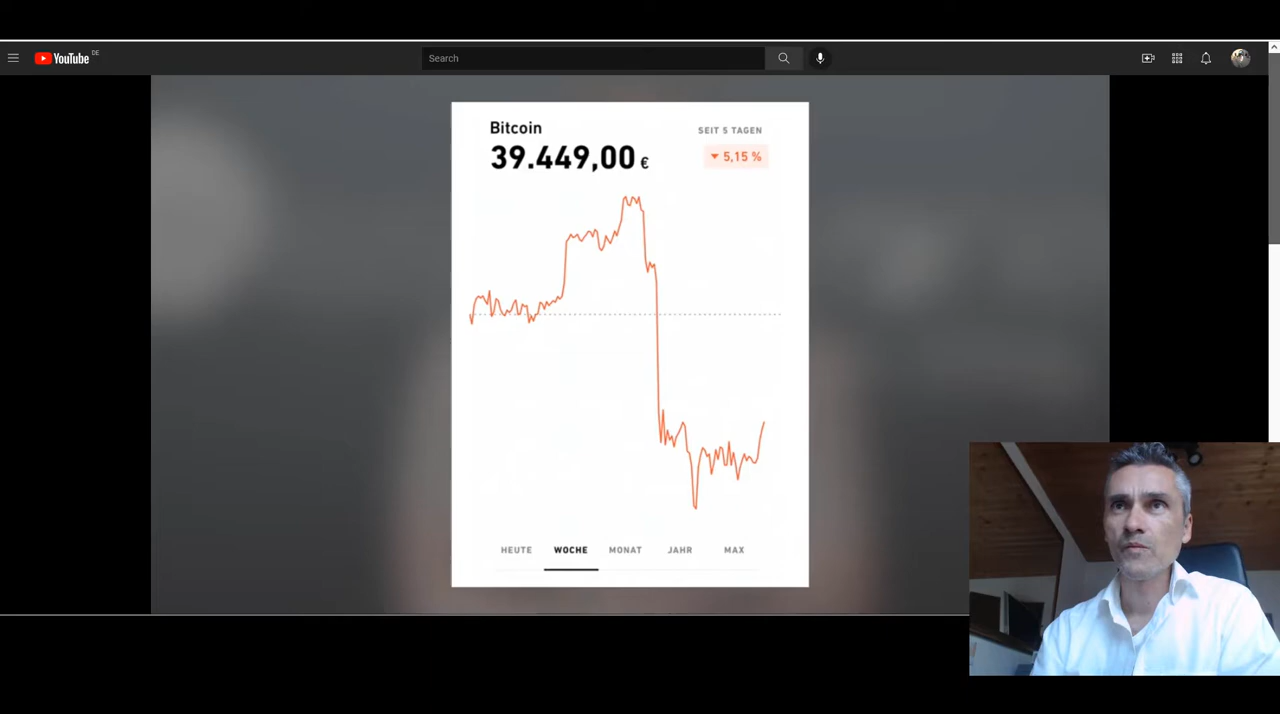 YouTube DE
Search
Bitcoin
SEIT 5 TAGEN
39.449,00 €
5,15 %
HEUTE WOCHE MONAT JAHR MAX